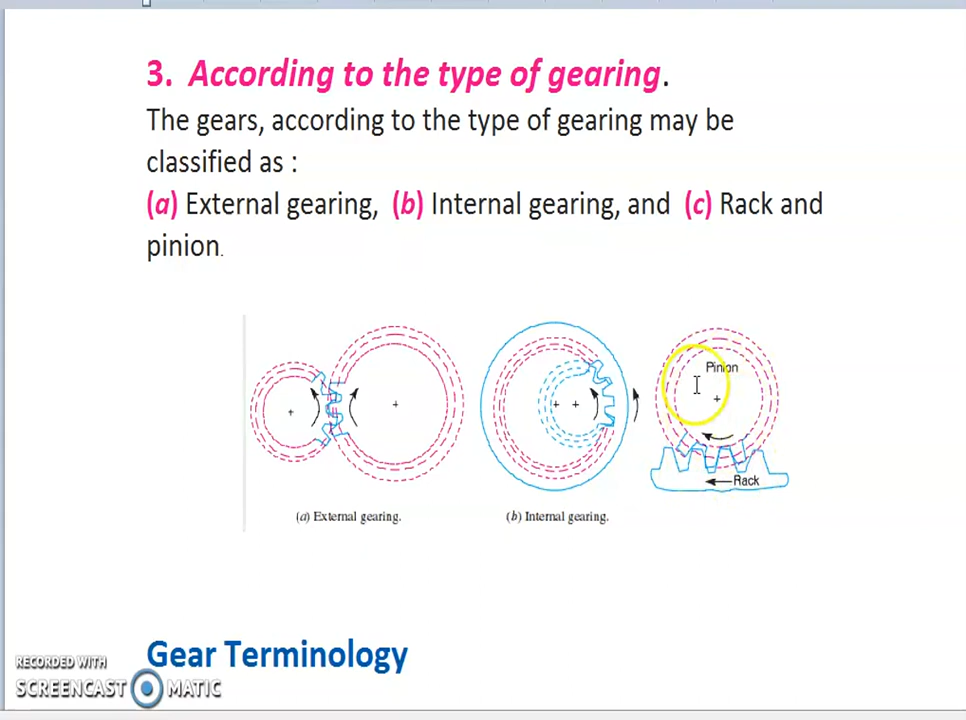 3. According to the type of gearing.
The gears, according to the type of gearing may be
classified as :
(a) External gearing, (b) Internal gearing, and (c) Rack and
pinion.
Pinion
Rack
(a) External gearing.
(b) Internal gearing.
Gear Terminology
RECORDED WITH
SCREENCAST MATIC